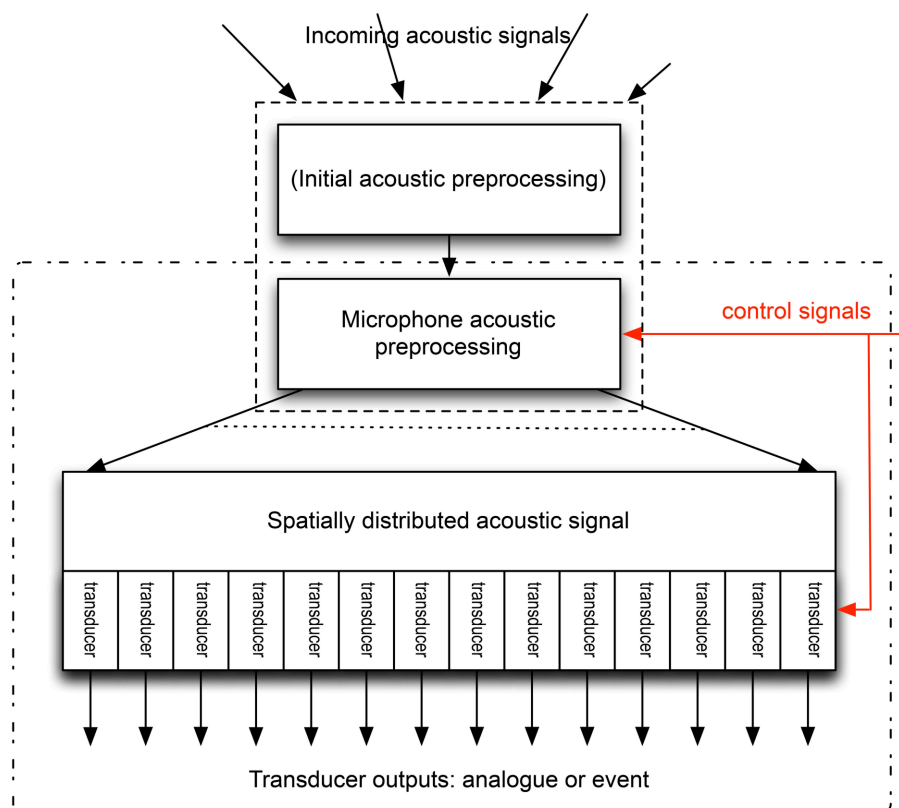 Incoming acoustic signals
(Initial acoustic preprocessing)
Microphone acoustic
preprocessing
control signals
Spatially distributed acoustic signal
transducer
transducer
transducer
transducer
transducer
transducer
transducer
transducer
transducer
transducer
transducer
transducer
transducer
transducer
Transducer outputs: analogue or event